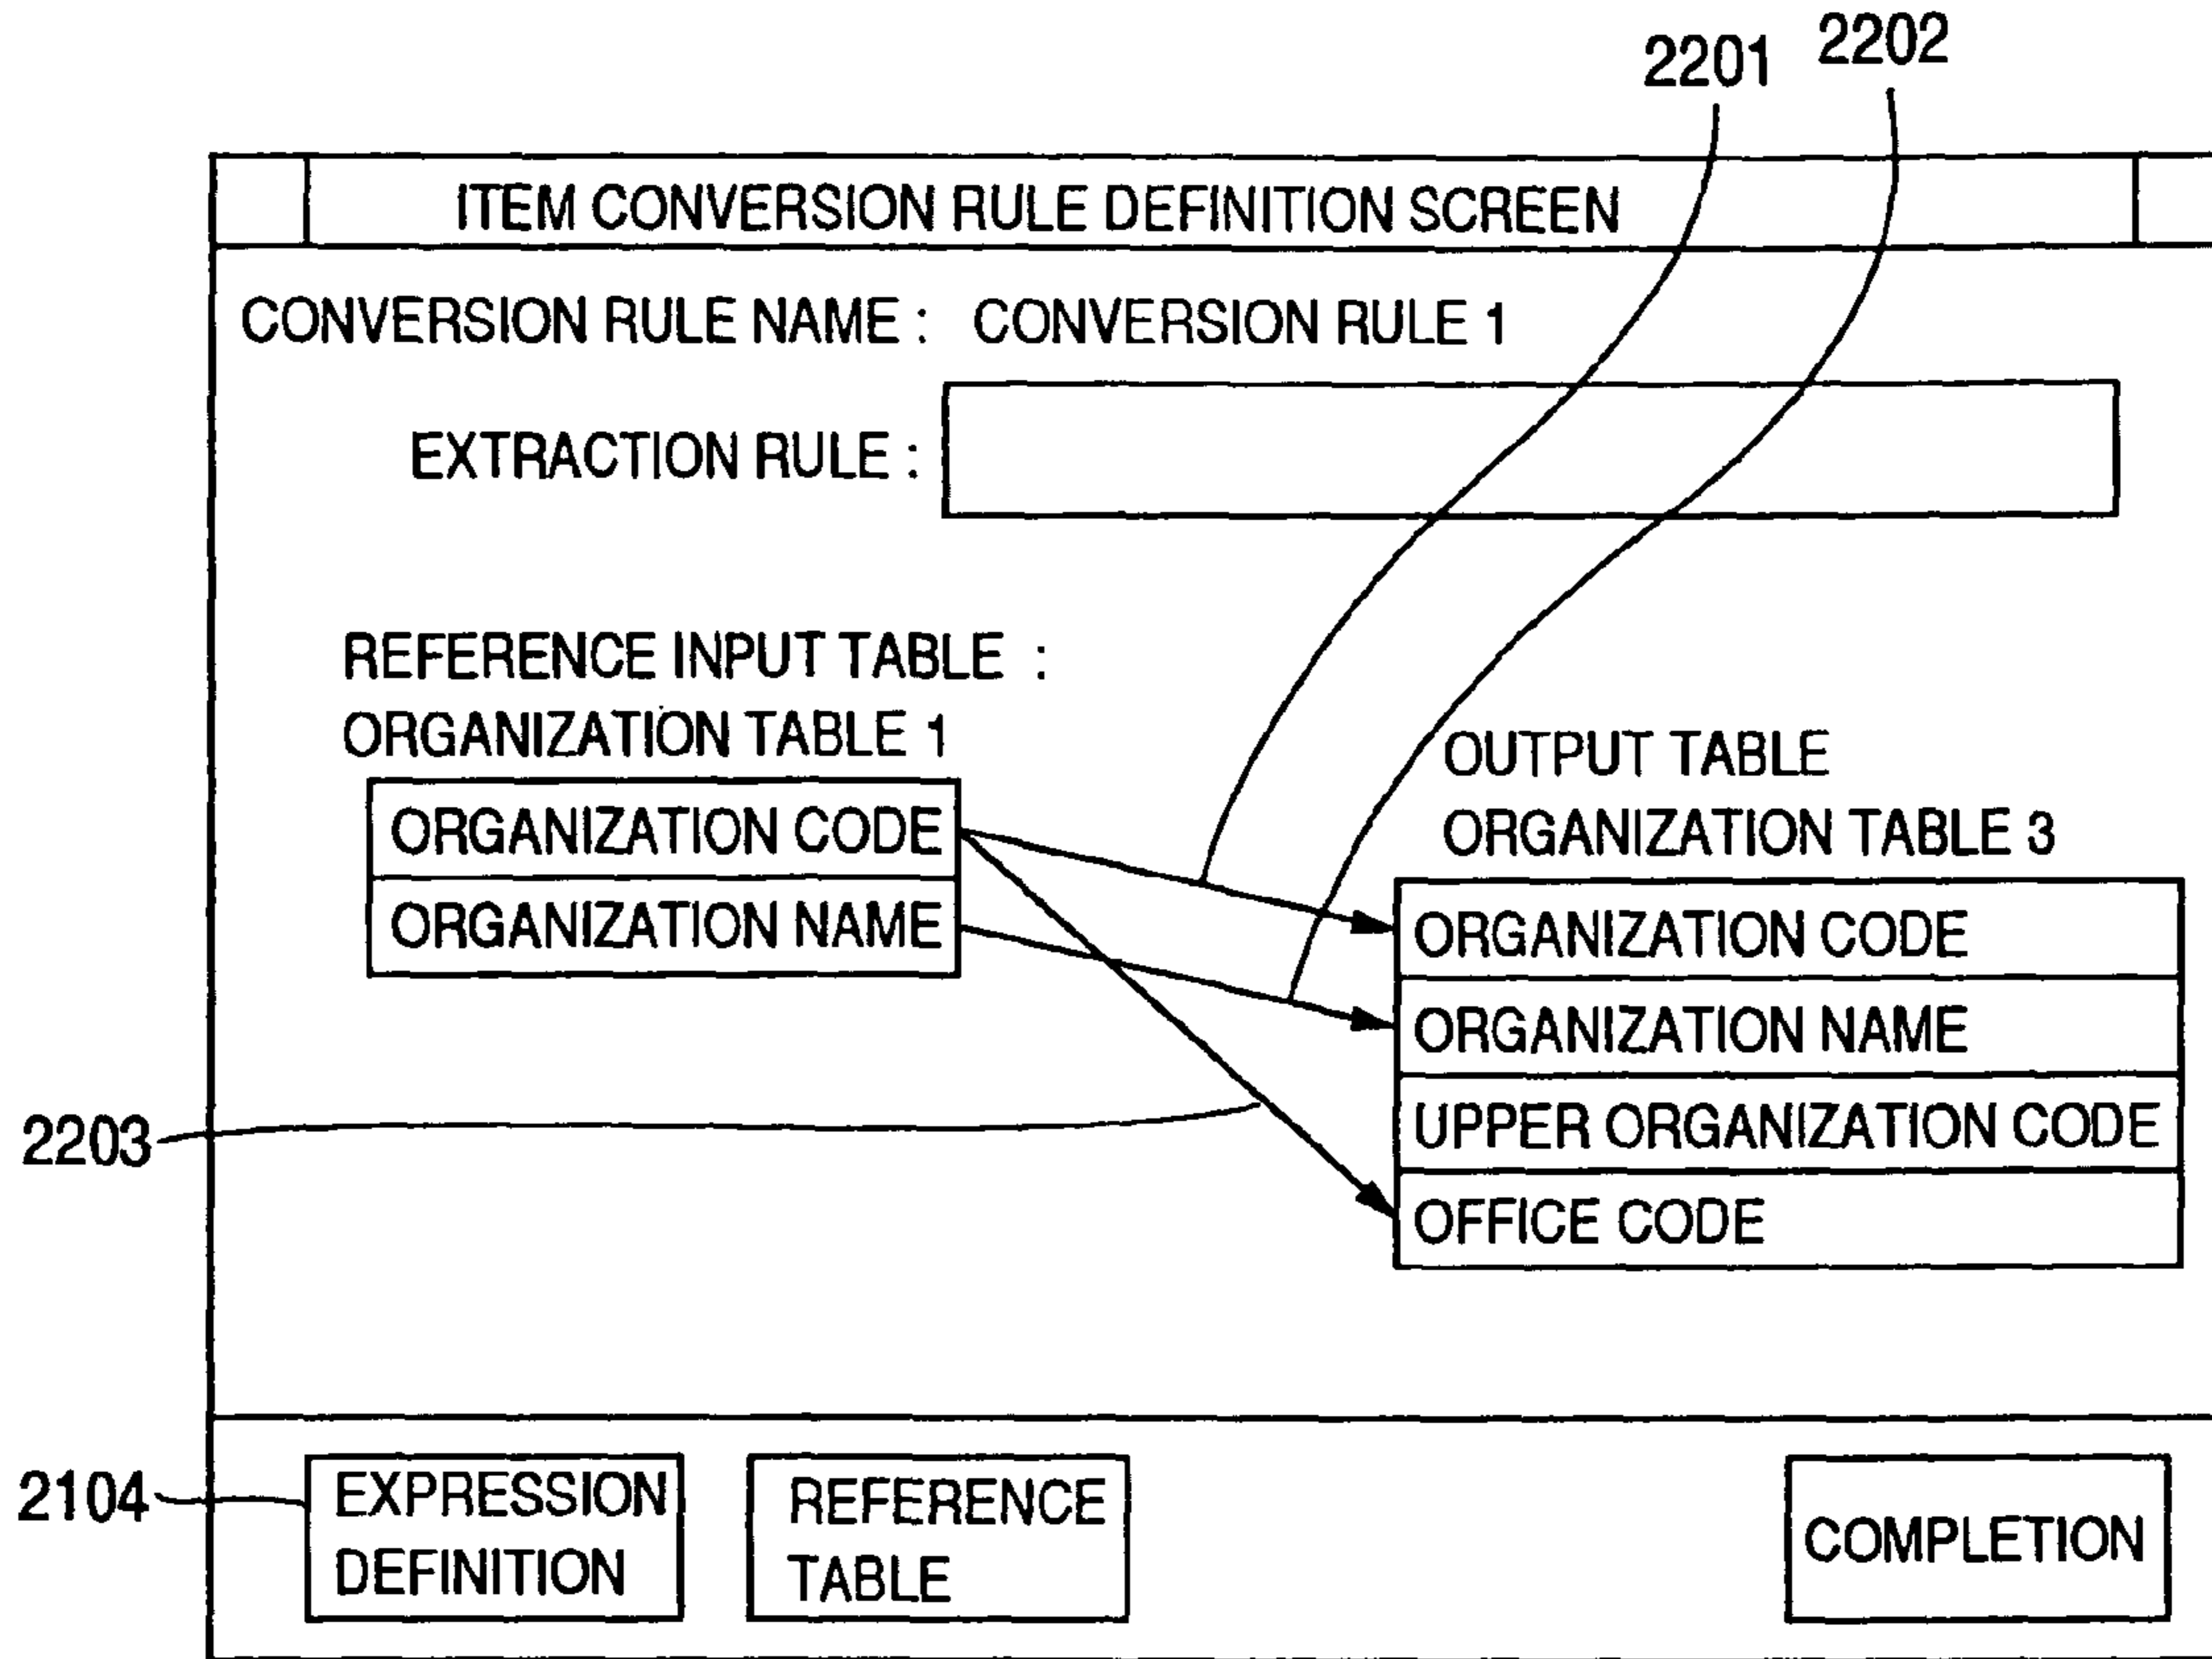 2201 2202
ITEM CONVERSION RULE DEFINITION SCREEN
CONVERSION RULE NAME : CONVERSION RULE 1
EXTRACTION RULE :
REFERENCE INPUT TABLE :
ORGANIZATION TABLE 1
ORGANIZATION CODE
ORGANIZATION NAME
OUTPUT TABLE
ORGANIZATION TABLE 3
ORGANIZATION CODE
ORGANIZATION NAME
UPPER ORGANIZATION CODE
OFFICE CODE
2203
2104
EXPRESSION
DEFINITION
REFERENCE
TABLE
COMPLETION